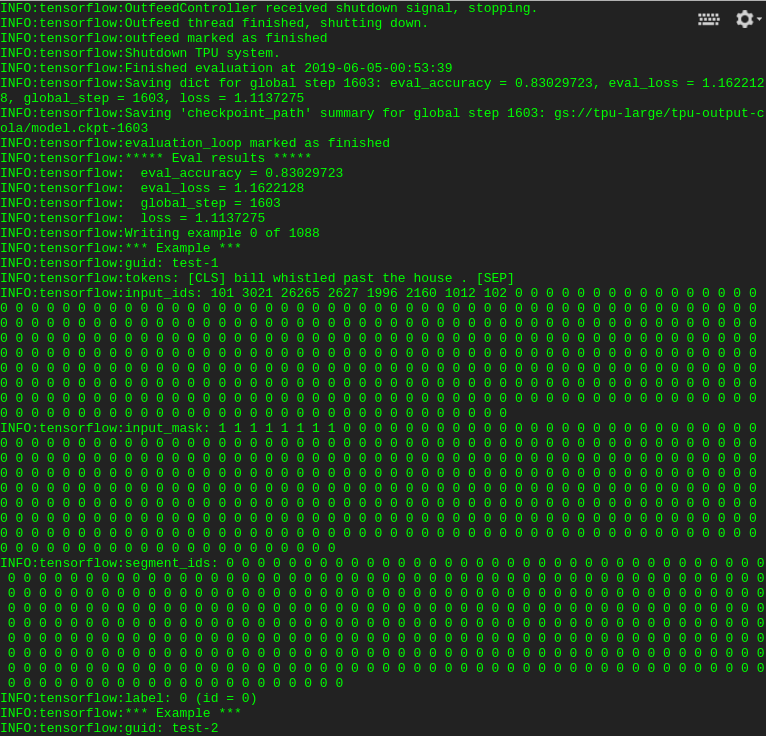 INFO:tensorflow:OutfeedController received shutdown signal, stopping.
INFO:tensorflow:Outfeed thread finished, shutting down.
INFO:tensorflow:outfeed marked as finished
INFO:tensorflow:Shutdown TPU system.
INFO:tensorflow:Finished evaluation at 2019-06-05-00:53:39
INFO:tensorflow:Saving dict for global step 1603: eval_accuracy = 0.83029723, eval_loss = 1.162212
8, global_step = 1603, loss = 1.1137275
INFO:tensorflow:Saving 'checkpoint_path' summary for global step 1603: gs://tpu-large/tpu-output-c
ola/model.ckpt-1603
INFO:tensorflow:evaluation_loop marked as finished
INFO:tensorflow:***** Eval results *****
INFO:tensorflow:  eval_accuracy = 0.83029723
INFO:tensorflow:  eval_loss = 1.1622128
INFO:tensorflow:  global_step = 1603
INFO:tensorflow:  loss = 1.1137275
INFO:tensorflow:Writing example 0 of 1088
INFO:tensorflow:*** Example ***
INFO:tensorflow:guid: test-1
INFO:tensorflow:tokens: [CLS] bill whistled past the house . [SEP]
INFO:tensorflow:input_ids: 101 3021 26265 2627 1996 2160 1012 102 0 0 0 0 0 0 0 0 0 0 0 0 0 0 0 0
0 0 0 0 0 0 0 0 0 0 0 0 0 0 0 0 0 0 0 0 0 0 0 0 0 0 0 0 0 0 0 0 0 0 0 0 0 0 0 0 0 0 0 0 0 0 0 0 0
0 0 0 0 0 0 0 0 0 0 0 0 0 0 0 0 0 0 0 0 0 0 0 0 0 0 0 0 0 0 0 0 0 0 0 0 0 0 0 0 0 0 0 0 0 0 0 0 0
0 0 0 0 0 0 0 0 0 0 0 0 0 0 0 0 0 0 0 0 0 0 0 0 0 0 0 0 0 0 0 0 0 0 0 0 0 0 0 0 0 0 0 0 0 0 0 0 0
0 0 0 0 0 0 0 0 0 0 0 0 0 0 0 0 0 0 0 0 0 0 0 0 0 0 0 0 0 0 0 0 0 0 0 0 0 0 0 0 0 0 0 0 0 0 0 0 0
0 0 0 0 0 0 0 0 0 0 0 0 0 0 0 0 0 0 0 0 0 0 0 0 0 0 0 0 0 0 0 0 0 0 0 0 0 0 0 0 0 0 0 0 0 0 0 0 0
0 0 0 0 0 0 0 0 0 0 0 0 0 0 0 0 0 0 0 0 0 0 0 0 0 0 0 0 0 0 0 0 0 0 0 0 0 0 0 0 0 0 0 0 0 0 0 0 0
0 0 0 0 0 0 0 0 0 0 0 0 0 0 0 0 0 0 0 0 0 0 0 0 0 0 0 0 0 0 0 0 0 0 0 0 0 0 0 0 0 0 0 0 0 0 0 0 0
0 0 0 0 0 0 0 0 0 0 0 0 0 0 0 0 0 0 0 0 0 0 0 0 0 0 0 0 0 0 0 0 0
INFO:tensorflow:input_mask: 1 1 1 1 1 1 1 1 0 0 0 0 0 0 0 0 0 0 0 0 0 0 0 0 0 0 0 0 0 0 0 0 0 0 0
0 0 0 0 0 0 0 0 0 0 0 0 0 0 0 0 0 0 0 0 0 0 0 0 0 0 0 0 0 0 0 0 0 0 0 0 0 0 0 0 0 0 0 0 0 0 0 0 0
0 0 0 0 0 0 0 0 0 0 0 0 0 0 0 0 0 0 0 0 0 0 0 0 0 0 0 0 0 0 0 0 0 0 0 0 0 0 0 0 0 0 0 0 0 0 0 0 0
0 0 0 0 0 0 0 0 0 0 0 0 0 0 0 0 0 0 0 0 0 0 0 0 0 0 0 0 0 0 0 0 0 0 0 0 0 0 0 0 0 0 0 0 0 0 0 0 0
0 0 0 0 0 0 0 0 0 0 0 0 0 0 0 0 0 0 0 0 0 0 0 0 0 0 0 0 0 0 0 0 0 0 0 0 0 0 0 0 0 0 0 0 0 0 0 0 0
0 0 0 0 0 0 0 0 0 0 0 0 0 0 0 0 0 0 0 0 0 0 0 0 0 0 0 0 0 0 0 0 0 0 0 0 0 0 0 0 0 0 0 0 0 0 0 0 0
0 0 0 0 0 0 0 0 0 0 0 0 0 0 0 0 0 0 0 0 0 0 0 0 0 0 0 0 0 0 0 0 0 0 0 0 0 0 0 0 0 0 0 0 0 0 0 0 0
0 0 0 0 0 0 0 0 0 0 0 0 0 0 0 0 0 0 0 0 0 0 0 0 0 0 0 0 0 0 0 0 0 0 0 0 0 0 0 0 0 0 0 0 0 0 0 0 0
0 0 0 0 0 0 0 0 0 0 0 0 0 0 0 0 0 0 0 0 0 0
INFO:tensorflow:segment_ids: 0 0 0 0 0 0 0 0 0 0 0 0 0 0 0 0 0 0 0 0 0 0 0 0 0 0 0 0 0 0 0 0 0 0 0
 0 0 0 0 0 0 0 0 0 0 0 0 0 0 0 0 0 0 0 0 0 0 0 0 0 0 0 0 0 0 0 0 0 0 0 0 0 0 0 0 0 0 0 0 0 0 0 0 0
 0 0 0 0 0 0 0 0 0 0 0 0 0 0 0 0 0 0 0 0 0 0 0 0 0 0 0 0 0 0 0 0 0 0 0 0 0 0 0 0 0 0 0 0 0 0 0 0 0
 0 0 0 0 0 0 0 0 0 0 0 0 0 0 0 0 0 0 0 0 0 0 0 0 0 0 0 0 0 0 0 0 0 0 0 0 0 0 0 0 0 0 0 0 0 0 0 0 0
 0 0 0 0 0 0 0 0 0 0 0 0 0 0 0 0 0 0 0 0 0 0 0 0 0 0 0 0 0 0 0 0 0 0 0 0 0 0 0 0 0 0 0 0 0 0 0 0 0
 0 0 0 0 0 0 0 0 0 0 0 0 0 0 0 0 0 0 0 0 0 0 0 0 0 0 0 0 0 0 0 0 0 0 0 0 0 0 0 0 0 0 0 0 0 0 0 0 0
 0 0 0 0 0 0 0 0 0 0 0 0 0 0 0 0 0 0 0 0 0 0 0 0 0 0 0 0 0 0 0 0 0 0 0 0 0 0 0 0 0 0 0 0 0 0 0 0 0
 0 0 0 0 0 0 0 0 0 0 0 0 0 0 0 0 0 0 0 0 0 0 0 0 0 0 0 0 0 0 0 0 0 0 0 0 0 0 0 0 0 0 0 0 0 0 0 0 0
 0 0 0 0 0 0 0 0 0 0 0 0 0 0 0 0 0 0 0 0 0 0
INFO:tensorflow:label: 0 (id = 0)
INFO:tensorflow:*** Example ***
INFO:tensorflow:guid: test-2